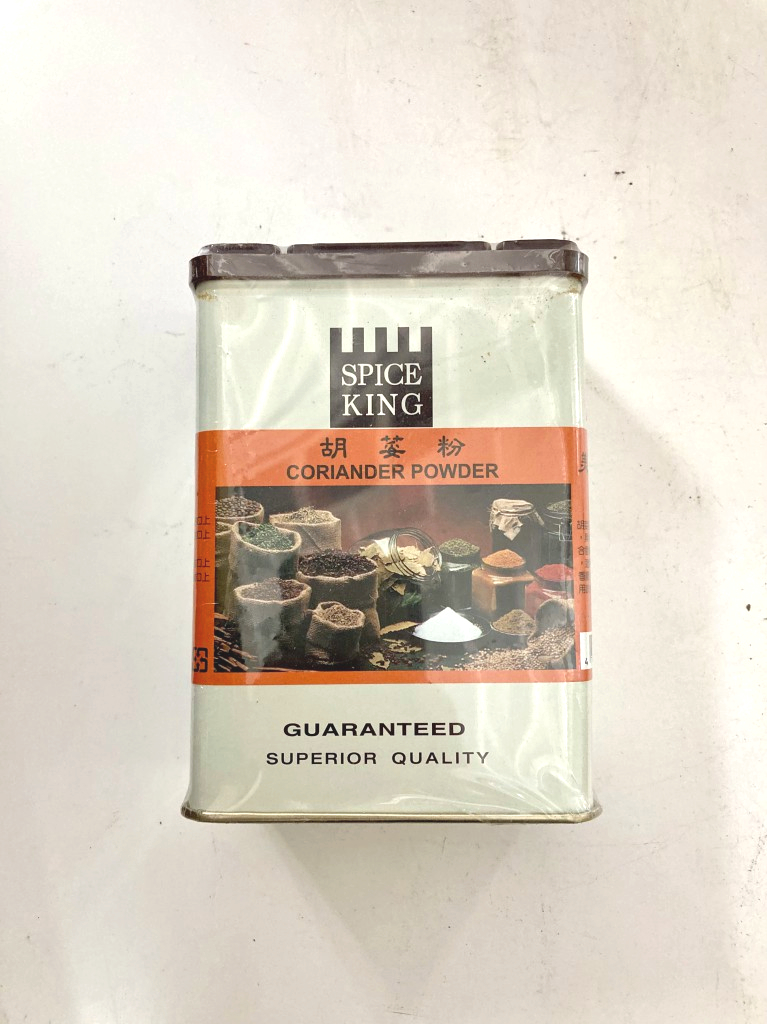 SPICE
KING
胡荽粉
CORIANDER POWDER
GUARANTEED
SUPERIOR QUALITY